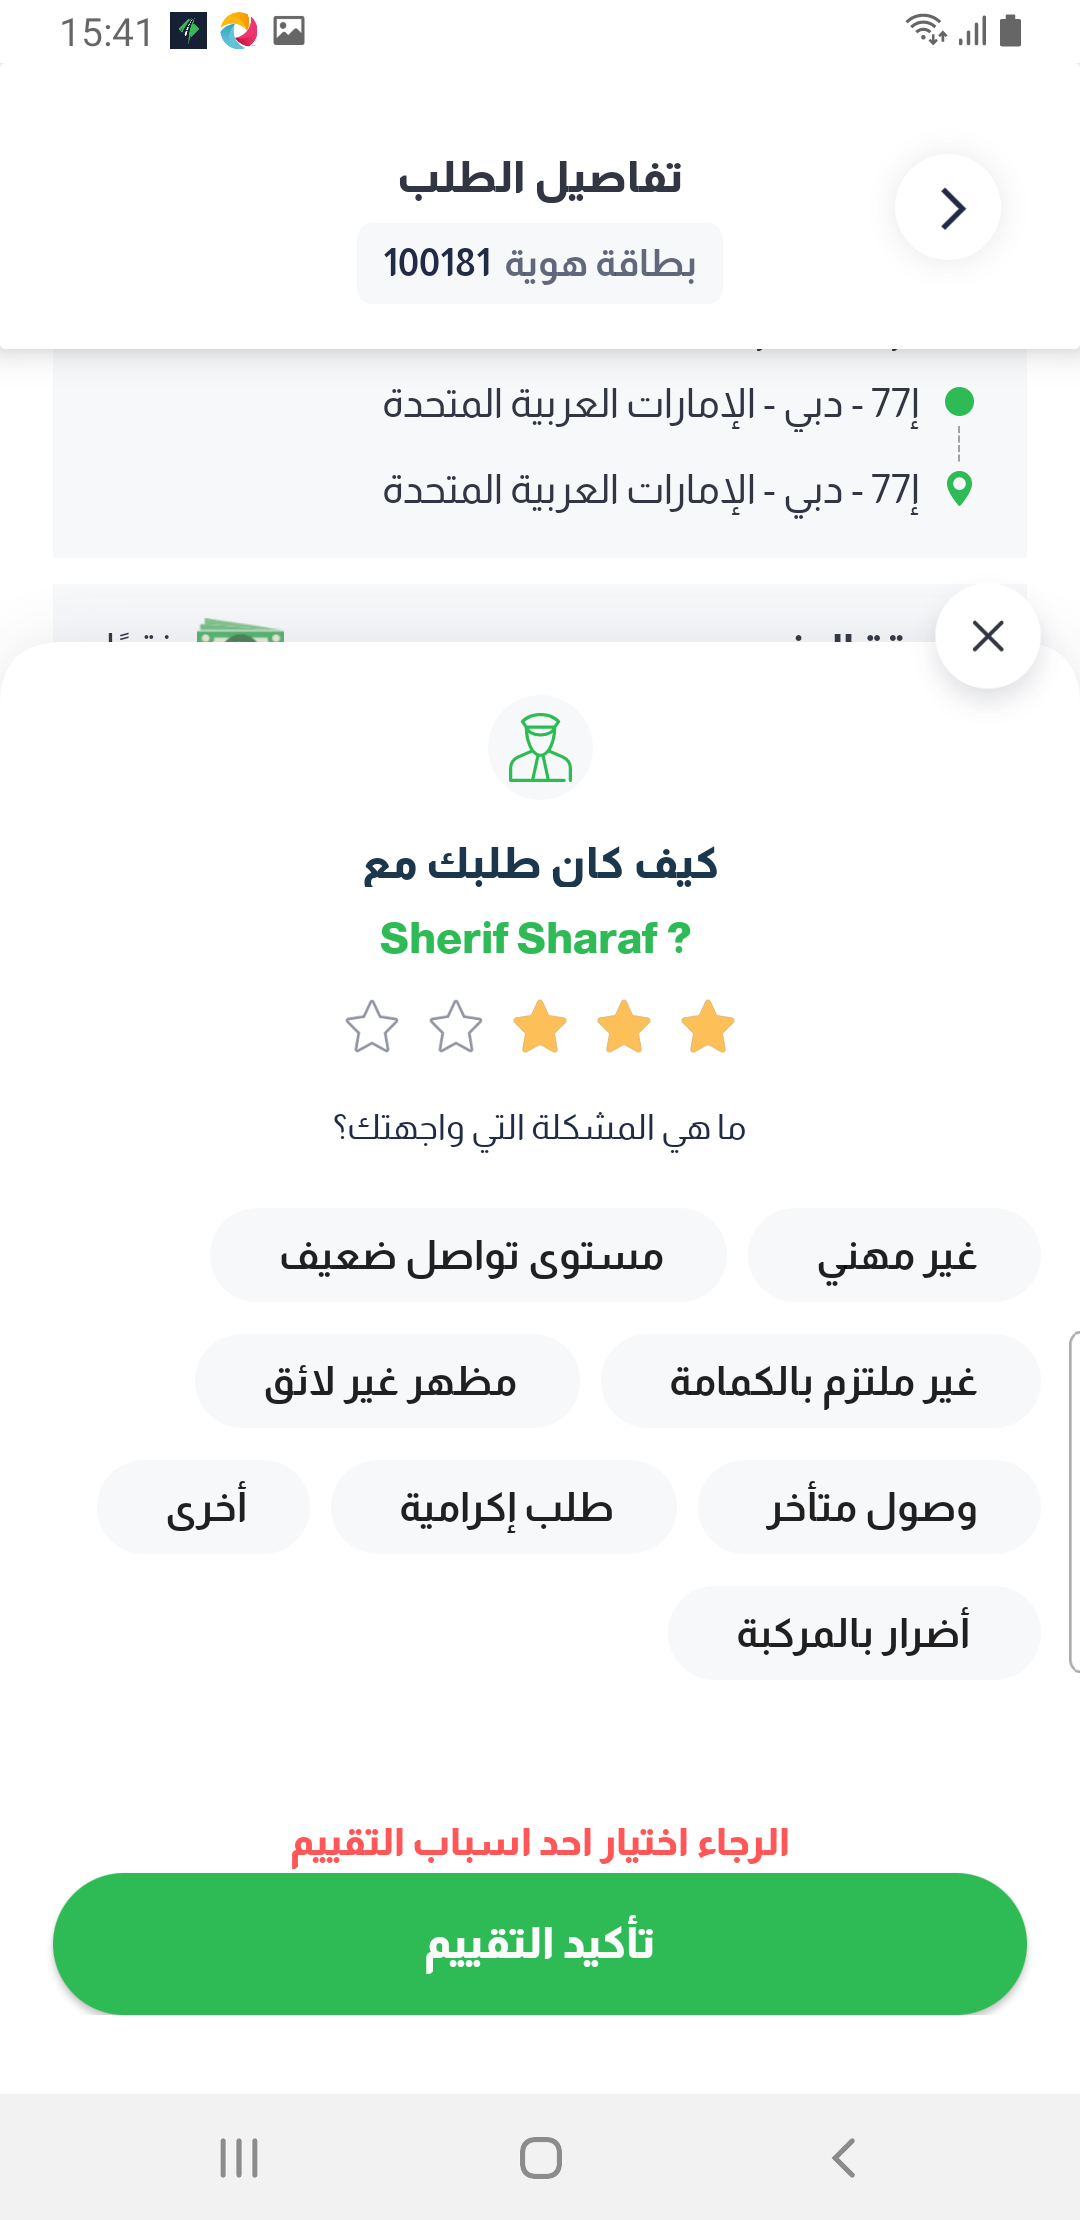 15:41
تفاصيل الطلب
بطاقة هوية 100181
إ77 - دبي - الإمارات العربية المتحدة
إ77 - دبي - الإمارات العربية المتحدة
كيف كان طلبك مع
Sherif Sharaf ?
ما هي المشكلة التي واجهتك؟
غير مهني
مستوى تواصل ضعيف
غير ملتزم بالكمامة
مظهر غير لائق
وصول متأخر
طلب إكرامية
أخرى
أضرار بالمركبة
الرجاء اختيار احد اسباب التقييم
تأكيد التقييم